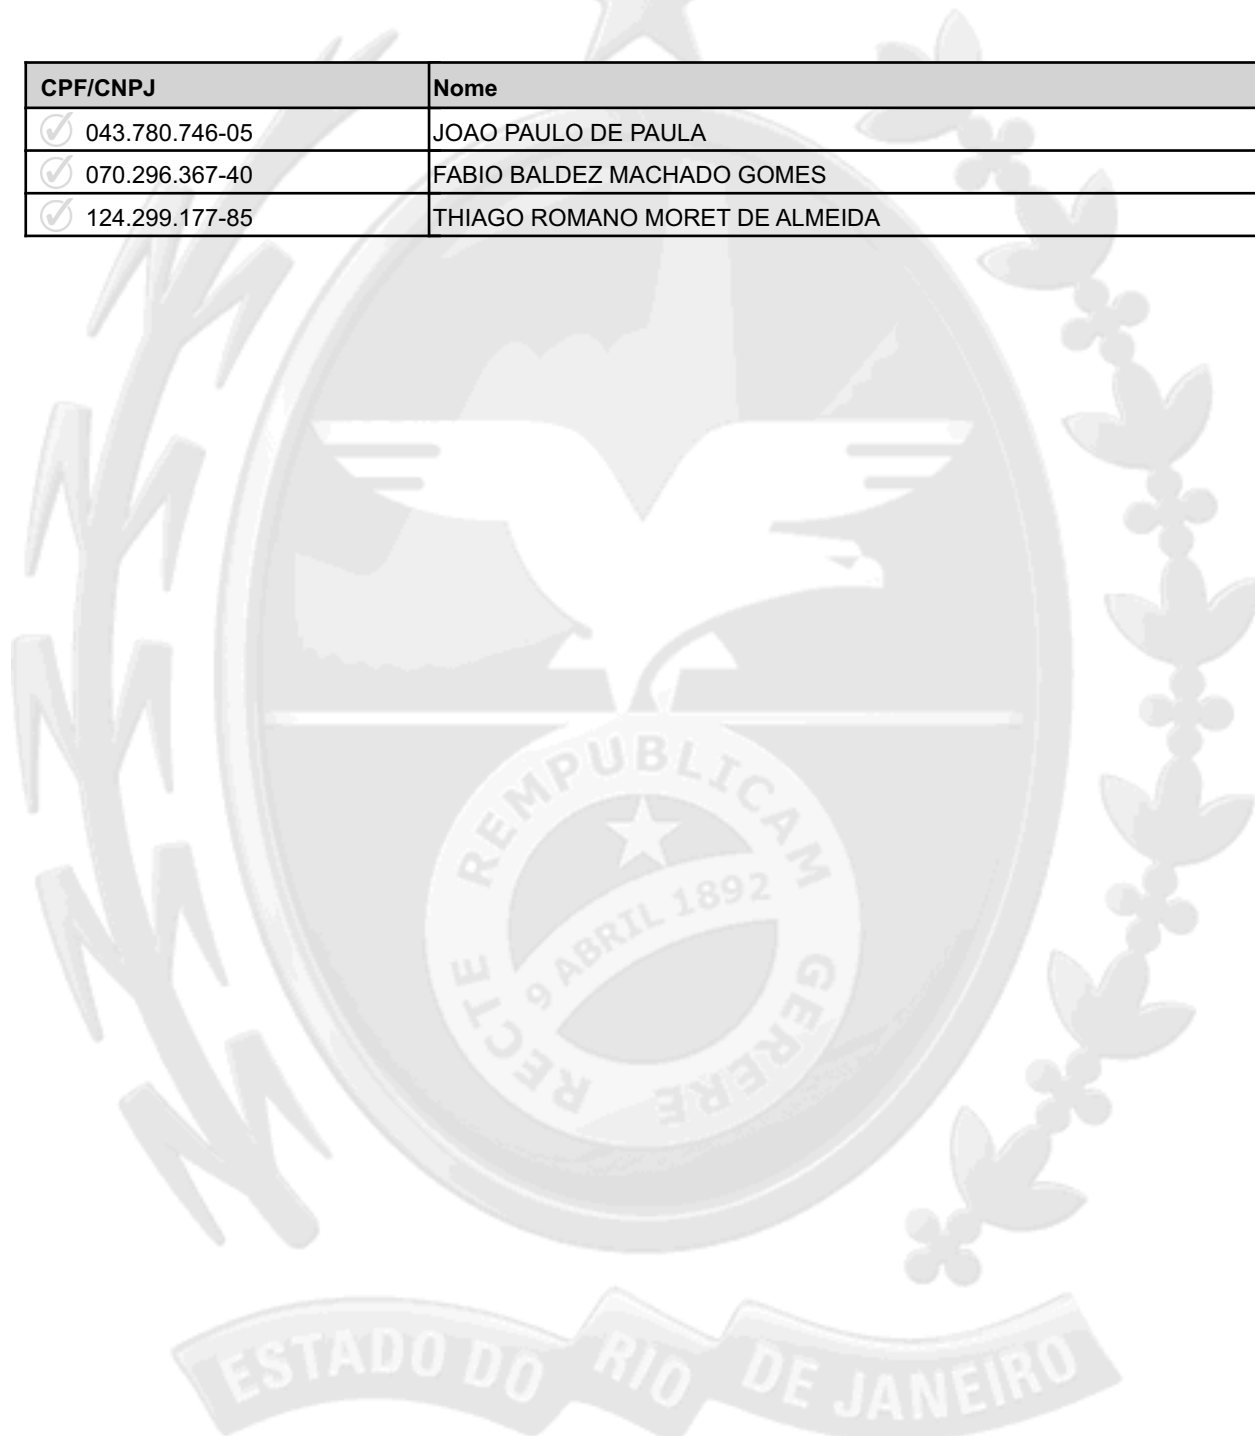 CPF/CNPJ Nome
043.780.746-05 JOAO PAULO DE PAULA
070.296.367-40 FABIO BALDEZ MACHADO GOMES
124.299.177-85 THIAGO ROMANO MORET DE ALMEIDA
RECTE REMPUBLICAM GERERE
9 ABRIL 1892
ESTADO DO RIO DE JANEIRO